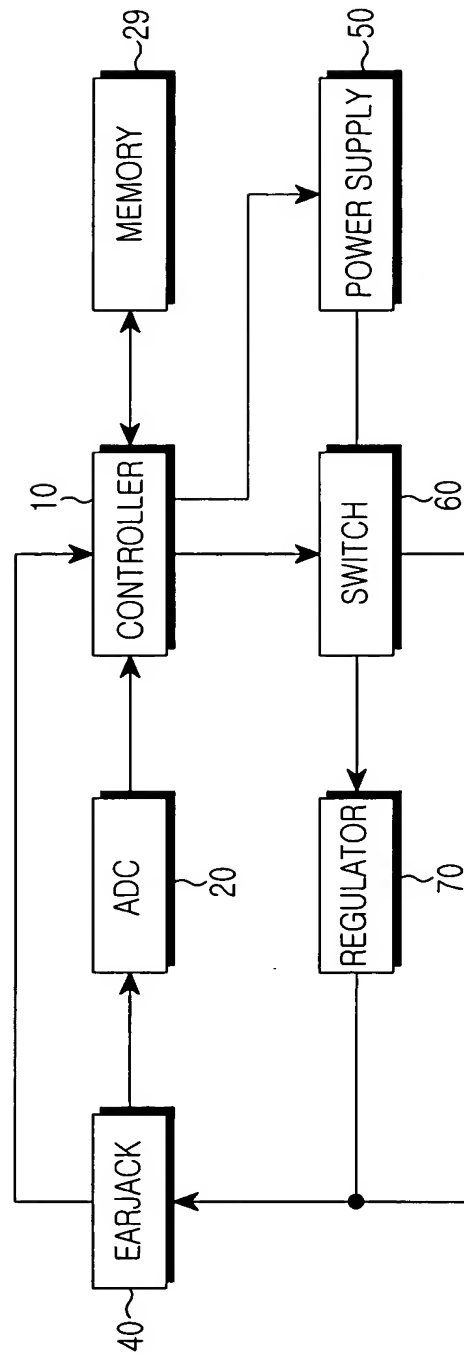 EARJACK
40
ADC
20
CONTROLLER
10
MEMORY
29
REGULATOR
70
SWITCH
60
POWER SUPPLY
50